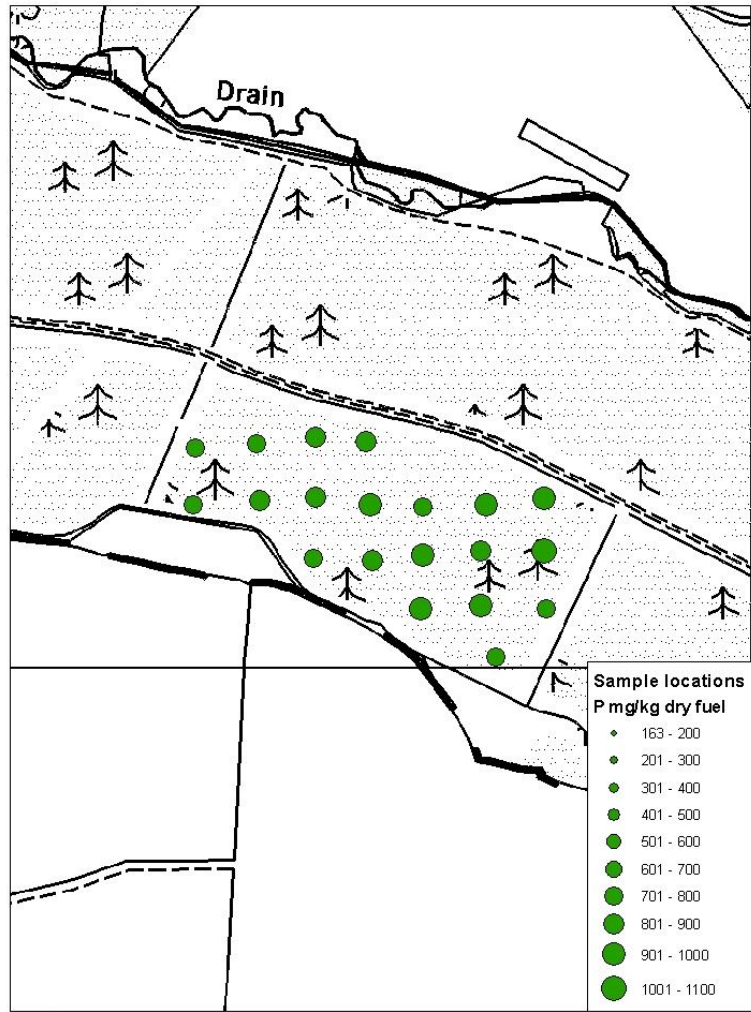 Drain
Sample locations
P mg/kg dry fuel
163 - 200
201 - 300
301 - 400
401 - 500
501 - 600
601 - 700
701 - 800
801 - 900
901 - 1000
1001 - 1100